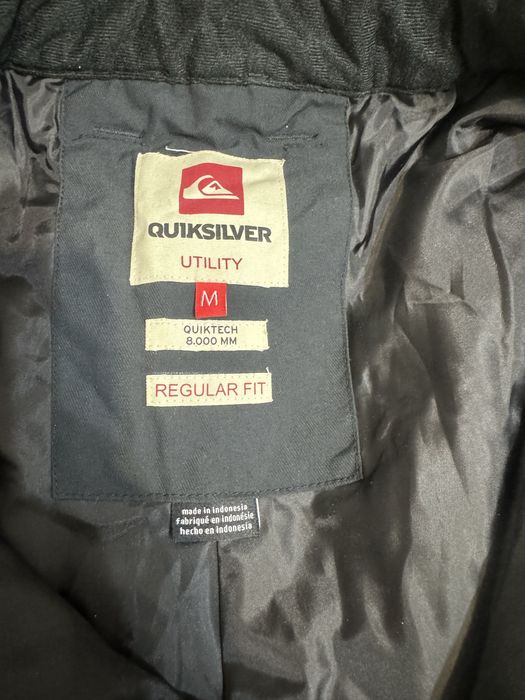 QUIKSILVER
UTILITY
M
QUIKTECH
8.000 MM
REGULAR FIT
made in indonesia
fabriqué en indonésie
hecho en indonesia